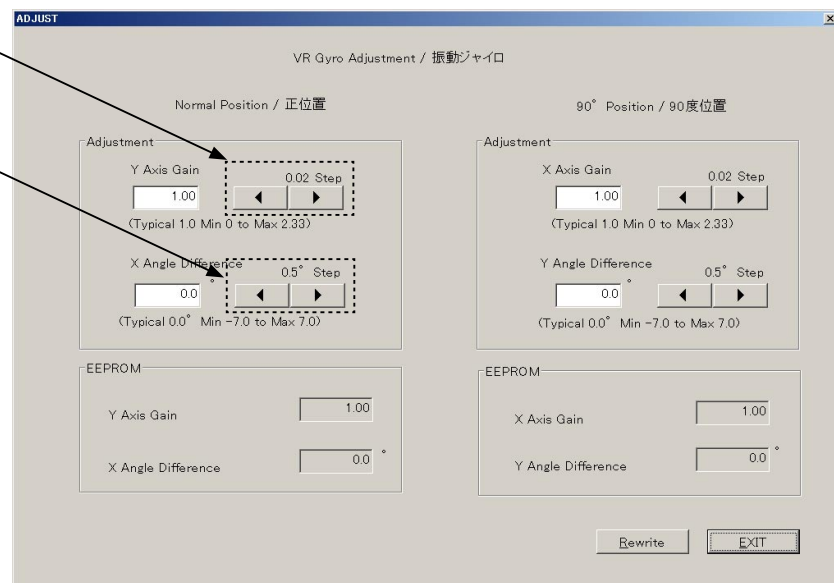 ADJUST
VR Gyro Adjustment / 振動ジャイロ
Normal Position / 正位置
Adjustment
Y Axis Gain
0.02 Step
1.00
(Typical 1.0 Min 0 to Max 2.33)
X Angle Difference
0.5° Step
0.0 °
(Typical 0.0° Min -7.0 to Max 7.0)
EEPROM
Y Axis Gain
1.00
X Angle Difference
0.0 °
90° Position / 90度位置
Adjustment
X Axis Gain
0.02 Step
1.00
(Typical 1.0 Min 0 to Max 2.33)
Y Angle Difference
0.5° Step
0.0 °
(Typical 0.0° Min -7.0 to Max 7.0)
EEPROM
X Axis Gain
1.00
Y Angle Difference
0.0 °
Rewrite
EXIT